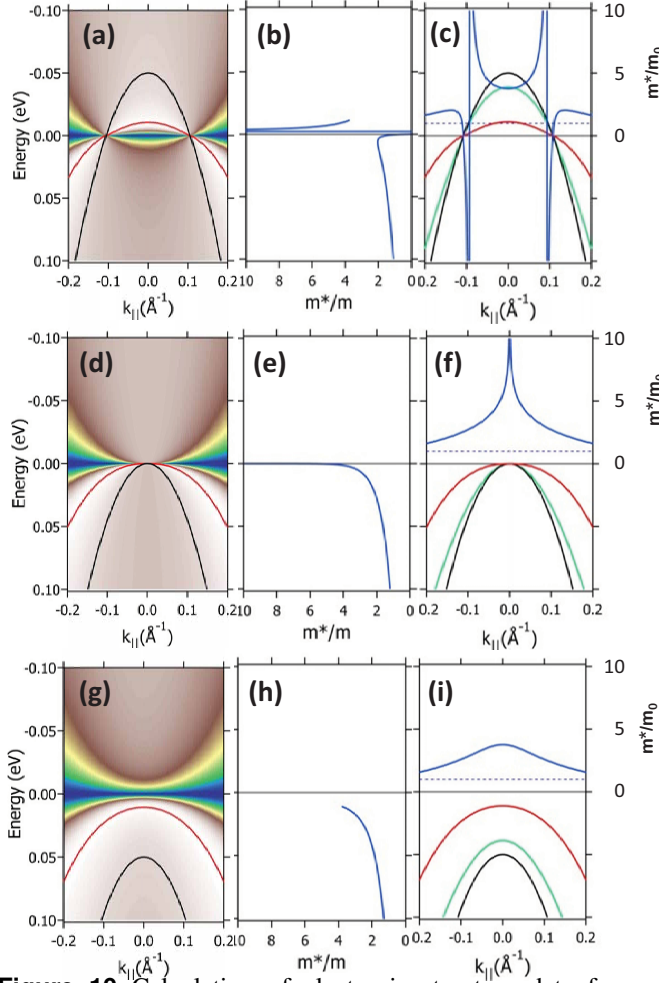 (a) (b) (c)
-0.10 10
-0.05 5
0.00 0
0.05
0.10
Energy (eV)
m*/m₀
-0.2 -0.1 0.0 0.1 0.2 10 8 6 4 2 0 -0.2 -0.1 0.0 0.1 0.2
k||(Å⁻¹) m*/m k||(Å⁻¹)
(d) (e) (f)
-0.10 10
-0.05 5
0.00 0
0.05
0.10
Energy (eV)
m*/m₀
-0.2 -0.1 0.0 0.1 0.2 10 8 6 4 2 0 -0.2 -0.1 0.0 0.1 0.2
k||(Å⁻¹) m*/m k||(Å⁻¹)
(g) (h) (i)
-0.10 10
-0.05 5
0.00 0
0.05
0.10
Energy (eV)
m*/m₀
-0.2 -0.1 0.0 0.1 0.2 10 8 6 4 2 0 0.2 -0.1 0.0 0.1 0.2
k||(Å⁻¹) m*/m k||(Å⁻¹)